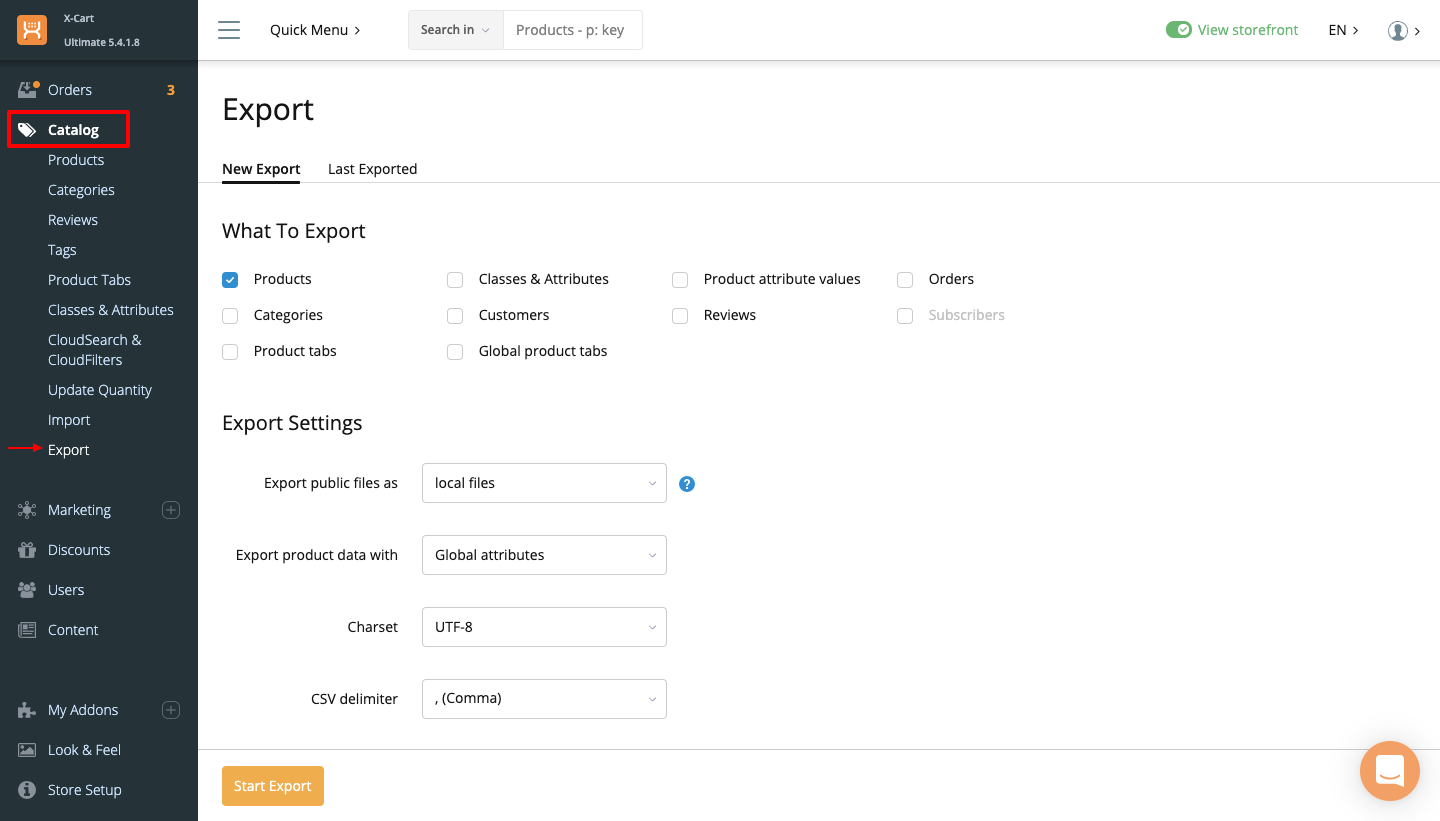 X-Cart
Ultimate 5.4.1.8
Quick Menu
Search in
Products - p: key
View storefront
EN
Orders
3
Catalog
Products
Categories
Reviews
Tags
Product Tabs
Classes & Attributes
CloudSearch &
CloudFilters
Update Quantity
Import
Export
Marketing
Discounts
Users
Content
My Addons
Look & Feel
Store Setup
Export
New Export
Last Exported
What To Export
Products
Classes & Attributes
Product attribute values
Orders
Categories
Customers
Reviews
Subscribers
Product tabs
Global product tabs
Export Settings
Export public files as
local files
?
Export product data with
Global attributes
Charset
UTF-8
CSV delimiter
, (Comma)
Start Export